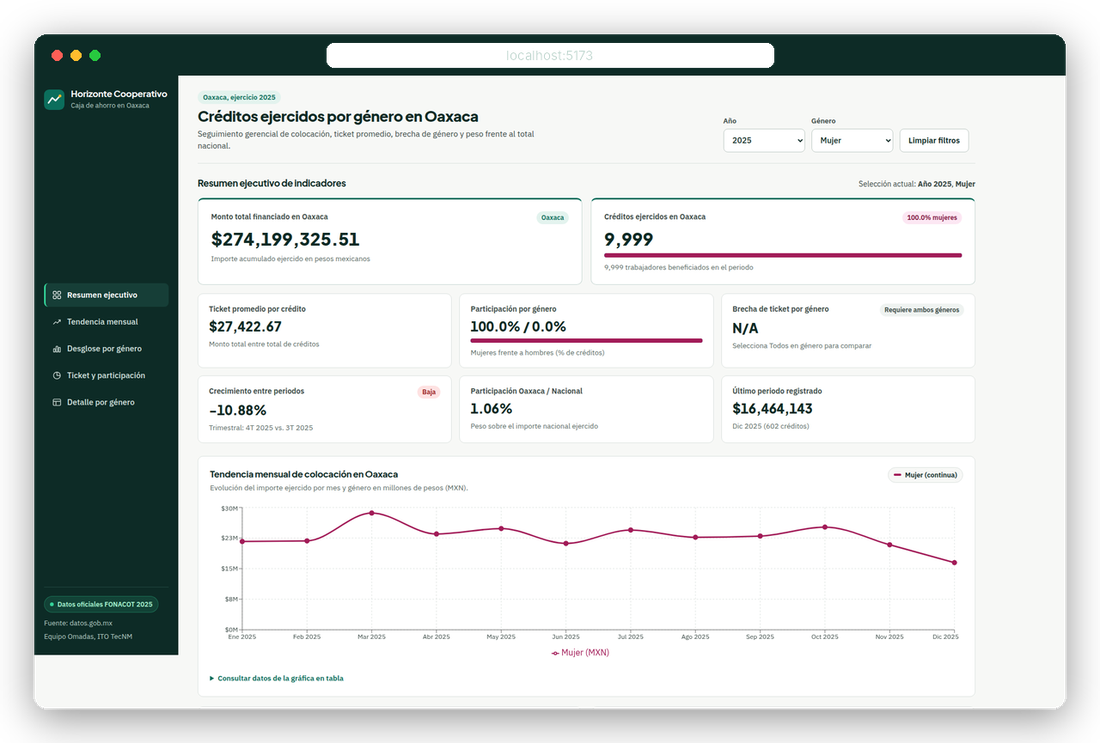 localhost:5173
Horizonte Cooperativo
Caja de ahorro en Oaxaca
Resumen ejecutivo
Tendencia mensual
Desglose por género
Ticket y participación
Detalle por género
Datos oficiales FONACOT 2025
Fuente: datos.gob.mx
Equipo Omadas, ITO TecNM
Oaxaca, ejercicio 2025
Créditos ejercidos por género en Oaxaca
Seguimiento gerencial de colocación, ticket promedio, brecha de género y peso frente al total
nacional.
Año
Género
2025
Mujer
Limpiar filtros
Resumen ejecutivo de indicadores
Selección actual: Año 2025, Mujer
Monto total financiado en Oaxaca
Oaxaca
$274,199,325.51
Importe acumulado ejercido en pesos mexicanos
Créditos ejercidos en Oaxaca
100.0% mujeres
9,999
9,999 trabajadores beneficiados en el periodo
Ticket promedio por crédito
$27,422.67
Monto total entre total de créditos
Participación por género
100.0% / 0.0%
Mujeres frente a hombres (% de créditos)
Brecha de ticket por género
Requiere ambos géneros
N/A
Selecciona Todos en género para comparar
Crecimiento entre periodos
Baja
-10.88%
Trimestral: 4T 2025 vs. 3T 2025
Participación Oaxaca / Nacional
1.06%
Peso sobre el importe nacional ejercido
Último periodo registrado
$16,464,143
Dic 2025 (602 créditos)
Tendencia mensual de colocación en Oaxaca
Mujer (continua)
Evolución del importe ejercido por mes y género en millones de pesos (MXN).
$30M
$23M
$15M
$8M
$0M
Ene 2025 Feb 2025 Mar 2025 Abr 2025 May 2025 Jun 2025 Jul 2025 Ago 2025 Sep 2025 Oct 2025 Nov 2025 Dic 2025
Mujer (MXN)
Consultar datos de la gráfica en tabla